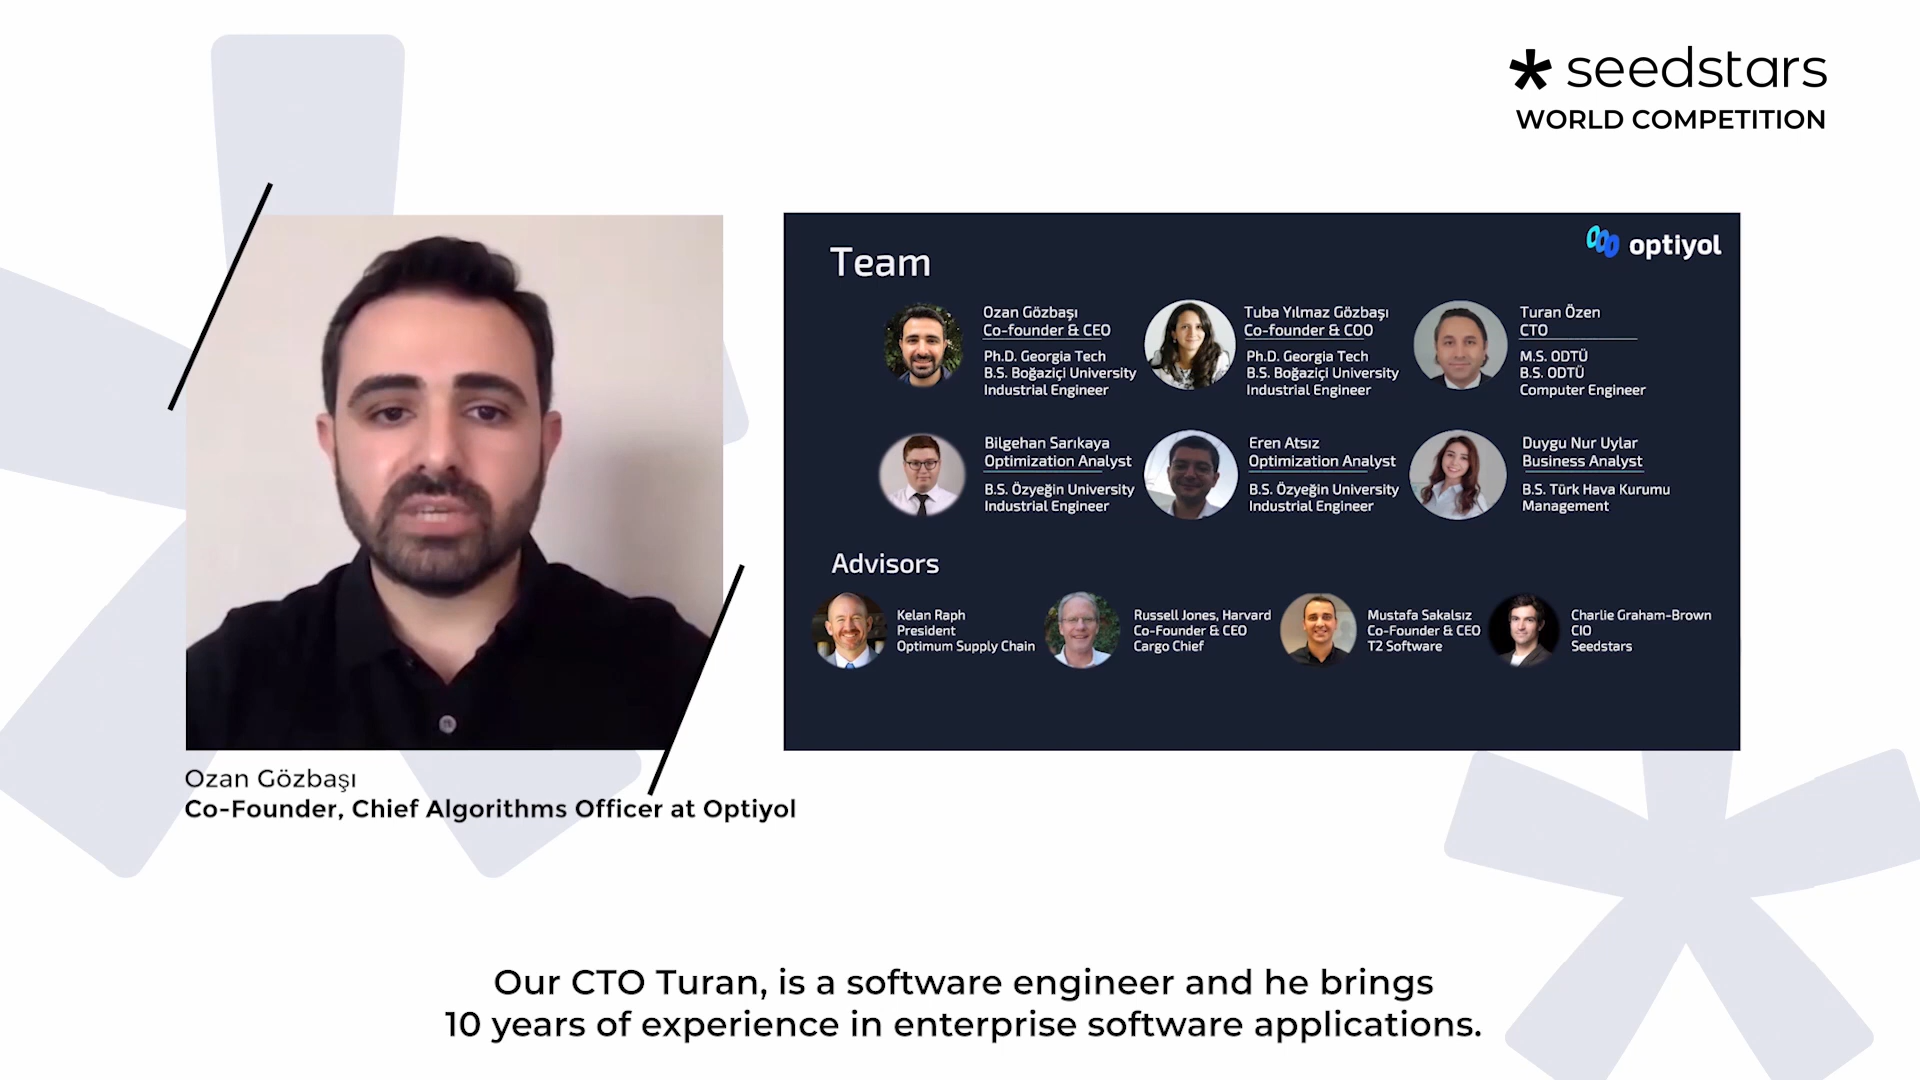 seedstars
WORLD COMPETITION
optiyol
Team
Ozan Gözbaşı
Co-founder & CEO
Ph.D. Georgia Tech
B.S. Boğaziçi University
Industrial Engineer
Tuba Yılmaz Gözbaşı
Co-founder & COO
Ph.D. Georgia Tech
B.S. Boğaziçi University
Industrial Engineer
Turan Özen
CTO
M.S. ODTÜ
B.S. ODTÜ
Computer Engineer
Bilgehan Sarıkaya
Optimization Analyst
B.S. Özyeğin University
Industrial Engineer
Eren Atsız
Optimization Analyst
B.S. Özyeğin University
Industrial Engineer
Duygu Nur Uylar
Business Analyst
B.S. Türk Hava Kurumu
Management
Advisors
Kelan Raph
President
Optimum Supply Chain
Russell Jones, Harvard
Co-Founder & CEO
Cargo Chief
Mustafa Sakalsız
Co-Founder & CEO
T2 Software
Charlie Graham-Brown
CIO
Seedstars
Ozan Gözbaşı
Co-Founder, Chief Algorithms Officer at Optiyol
Our CTO Turan, is a software engineer and he brings
10 years of experience in enterprise software applications.